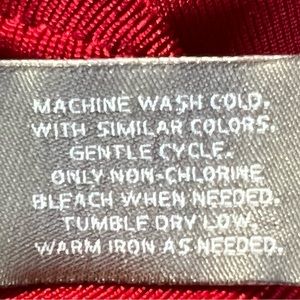 MACHINE WASH COLD.
WITH SIMILAR COLORS.
GENTLE CYCLE.
ONLY NON-CHLORINE
BLEACH WHEN NEEDED.
TUMBLE DRY LOW.
WARM IRON AS NEEDED.